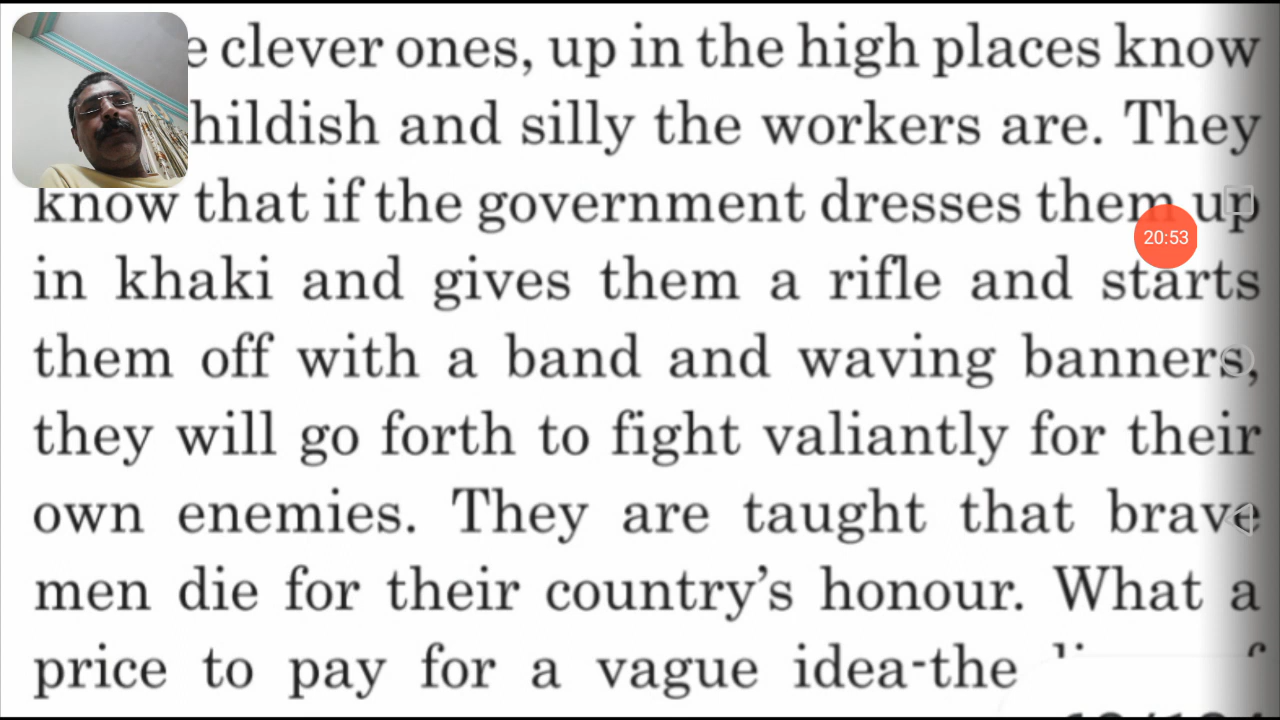 clever ones, up in the high places know
and silly the workers are. They
know that if the government dresses them up
in khaki and gives them a rifle and starts
them off with a band and waving banners,
they will go forth to fight valiantly for their
own enemies. They are taught that brave
men die for their country's honour. What a
price to pay for a vague idea-the
20:53